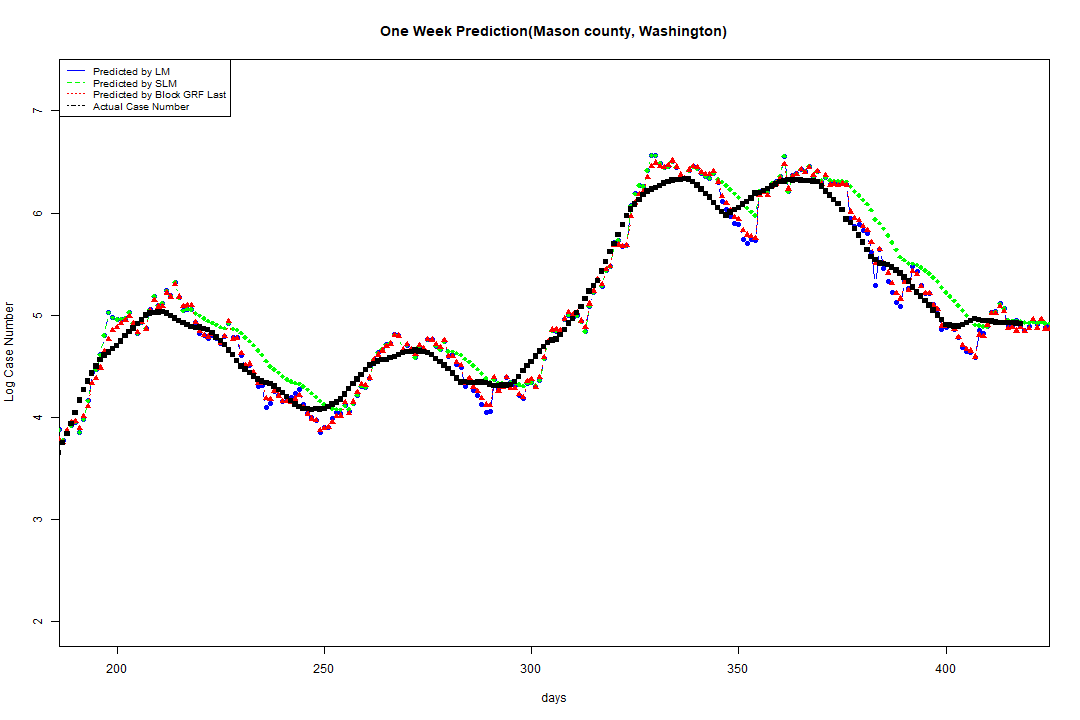 One Week Prediction(Mason county, Washington)
Predicted by LM
Predicted by SLM
Predicted by Block GRF Last
Actual Case Number
Log Case Number
7
6
5
4
3
2
200 250 300 350 400
days